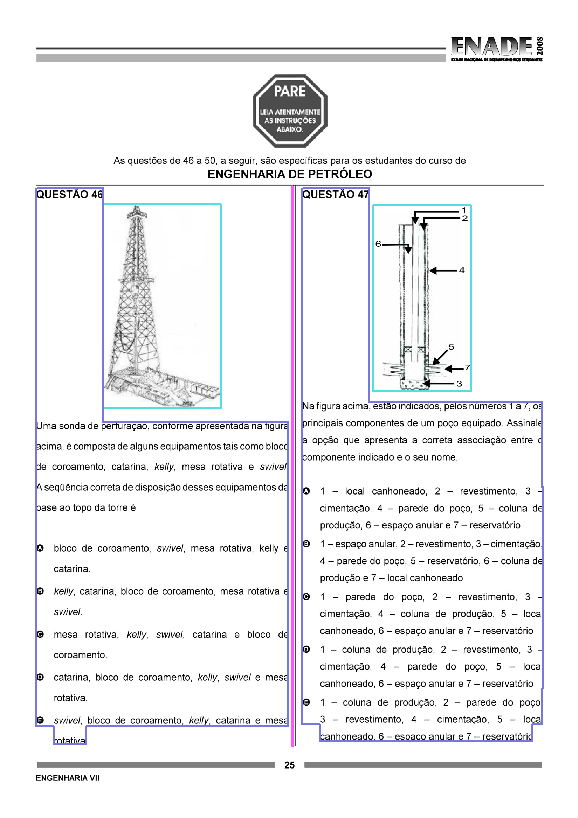 ENADE 2008
EXAME NACIONAL DE DESEMPENHO DOS ESTUDANTES
PARE
LEIA ATENTAMENTE
AS INSTRUÇÕES
ABAIXO.
As questões de 46 a 50, a seguir, são específicas para os estudantes do curso de
ENGENHARIA DE PETRÓLEO
QUESTÃO 46
Uma sonda de perfuração, conforme apresentada na figura
acima, é composta de alguns equipamentos tais como bloco
de coroamento, catarina, kelly, mesa rotativa e swivel.
A seqüência correta de disposição desses equipamentos da
base ao topo da torre é
A bloco de coroamento, swivel, mesa rotativa, kelly e
catarina.
B kelly, catarina, bloco de coroamento, mesa rotativa e
swivel.
C mesa rotativa, kelly, swivel, catarina e bloco de
coroamento.
D catarina, bloco de coroamento, kelly, swivel e mesa
rotativa.
E swivel, bloco de coroamento, kelly, catarina e mesa
rotativa.
QUESTÃO 47
1
2
6
4
5
7
3
Na figura acima, estão indicados, pelos números 1 a 7, os
principais componentes de um poço equipado. Assinale
a opção que apresenta a correta associação entre o
componente indicado e o seu nome.
A 1 – local canhoneado, 2 – revestimento, 3 –
cimentação, 4 – parede do poço, 5 – coluna de
produção, 6 – espaço anular e 7 – reservatório
B 1 – espaço anular, 2 – revestimento, 3 – cimentação,
4 – parede do poço, 5 – reservatório, 6 – coluna de
produção e 7 – local canhoneado
C 1 – parede do poço, 2 – revestimento, 3 –
cimentação, 4 – coluna de produção, 5 – local
canhoneado, 6 – espaço anular e 7 – reservatório
D 1 – coluna de produção, 2 – revestimento, 3 –
cimentação, 4 – parede do poço, 5 – local
canhoneado, 6 – espaço anular e 7 – reservatório
E 1 – coluna de produção, 2 – parede do poço,
3 – revestimento, 4 – cimentação, 5 – local
canhoneado, 6 – espaço anular e 7 – reservatório
25
ENGENHARIA VII